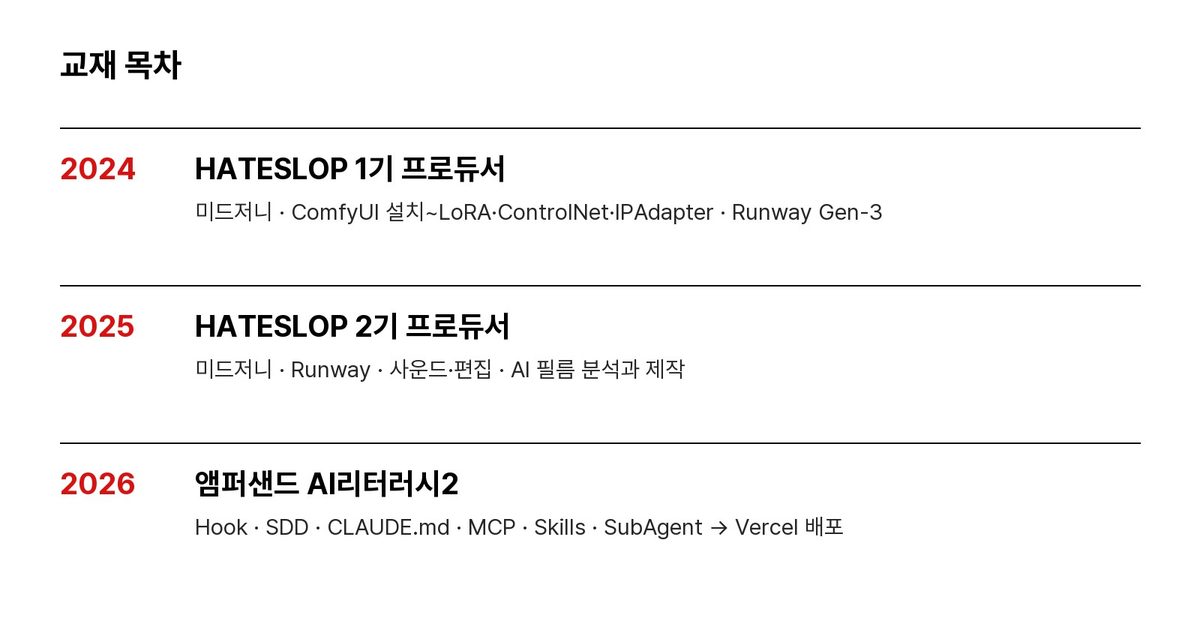 교재 목차
2024 HATESLOP 1기 프로듀서
미드저니 · ComfyUI 설치~LoRA·ControlNet·IPAdapter · Runway Gen-3
2025 HATESLOP 2기 프로듀서
미드저니 · Runway · 사운드·편집 · AI 필름 분석과 제작
2026 앰퍼샌드 AI리터러시2
Hook · SDD · CLAUDE.md · MCP · Skills · SubAgent → Vercel 배포